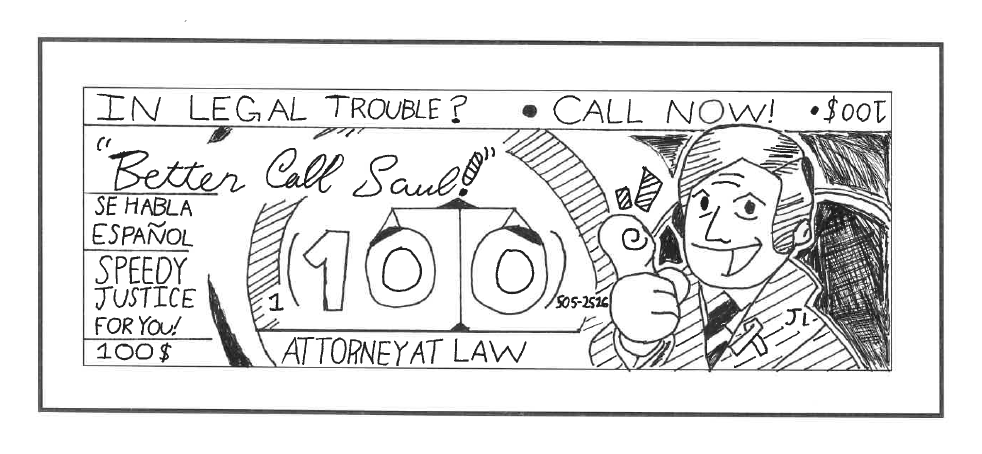 IN LEGAL TROUBLE? • CALL NOW! •$001
"Better Call Saul!"
SE HABLA
ESPAÑOL
SPEEDY
JUSTICE
FOR YOU!
100$
1 (100) 505-2526
ATTORNEY AT LAW
JL